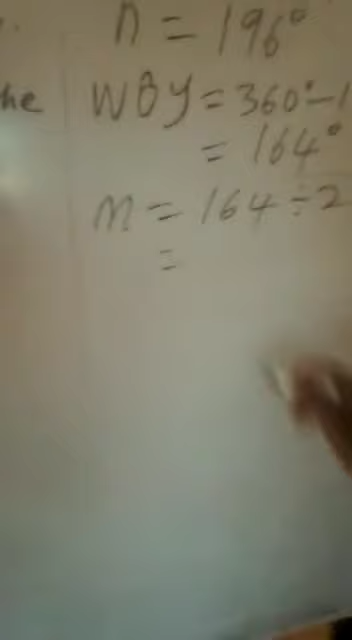 n = 196°
he WOY = 360° - 1
= 164°
m = 164 ÷ 2
=